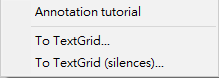 Annotation tutorial
To TextGrid...
To TextGrid (silences)...